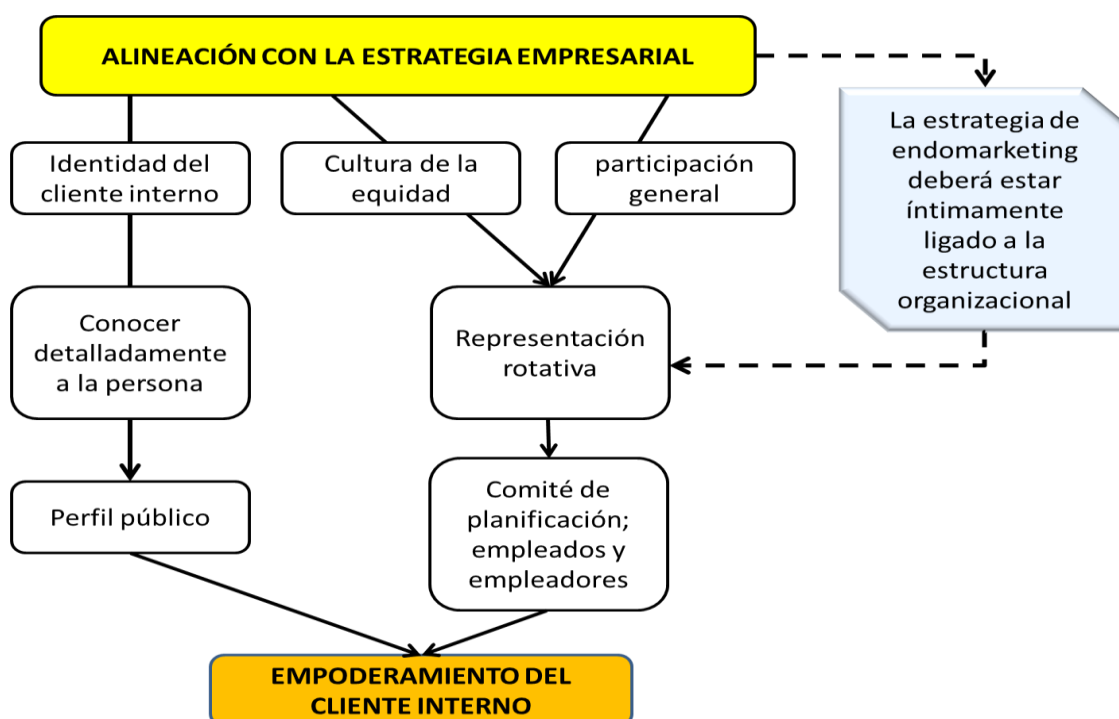 ALINEACIÓN CON LA ESTRATEGIA EMPRESARIAL
Identidad del
cliente interno
Cultura de la
equidad
participación
general
La estrategia de
endomarketing
deberá estar
íntimamente
ligado a la
estructura
organizacional
Conocer
detalladamente
a la persona
Representación
rotativa
Perfil público
Comité de
planificación;
empleados y
empleadores
EMPODERAMIENTO DEL
CLIENTE INTERNO